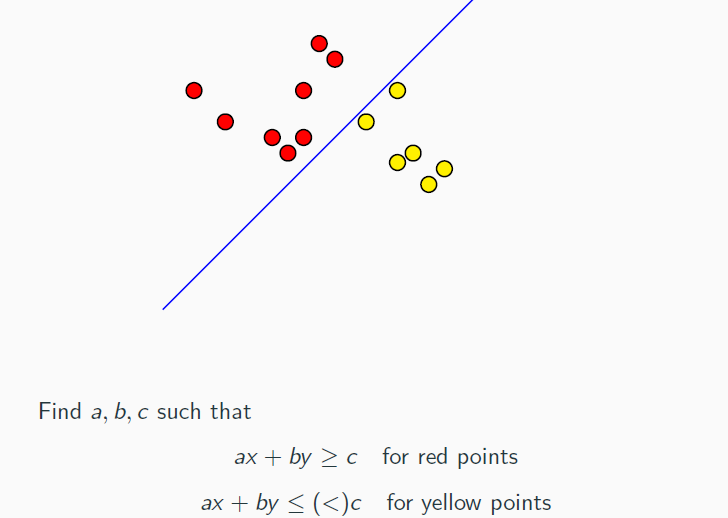 Find a, b, c such that
ax + by ≥ c for red points
ax + by ≤ (<)c for yellow points